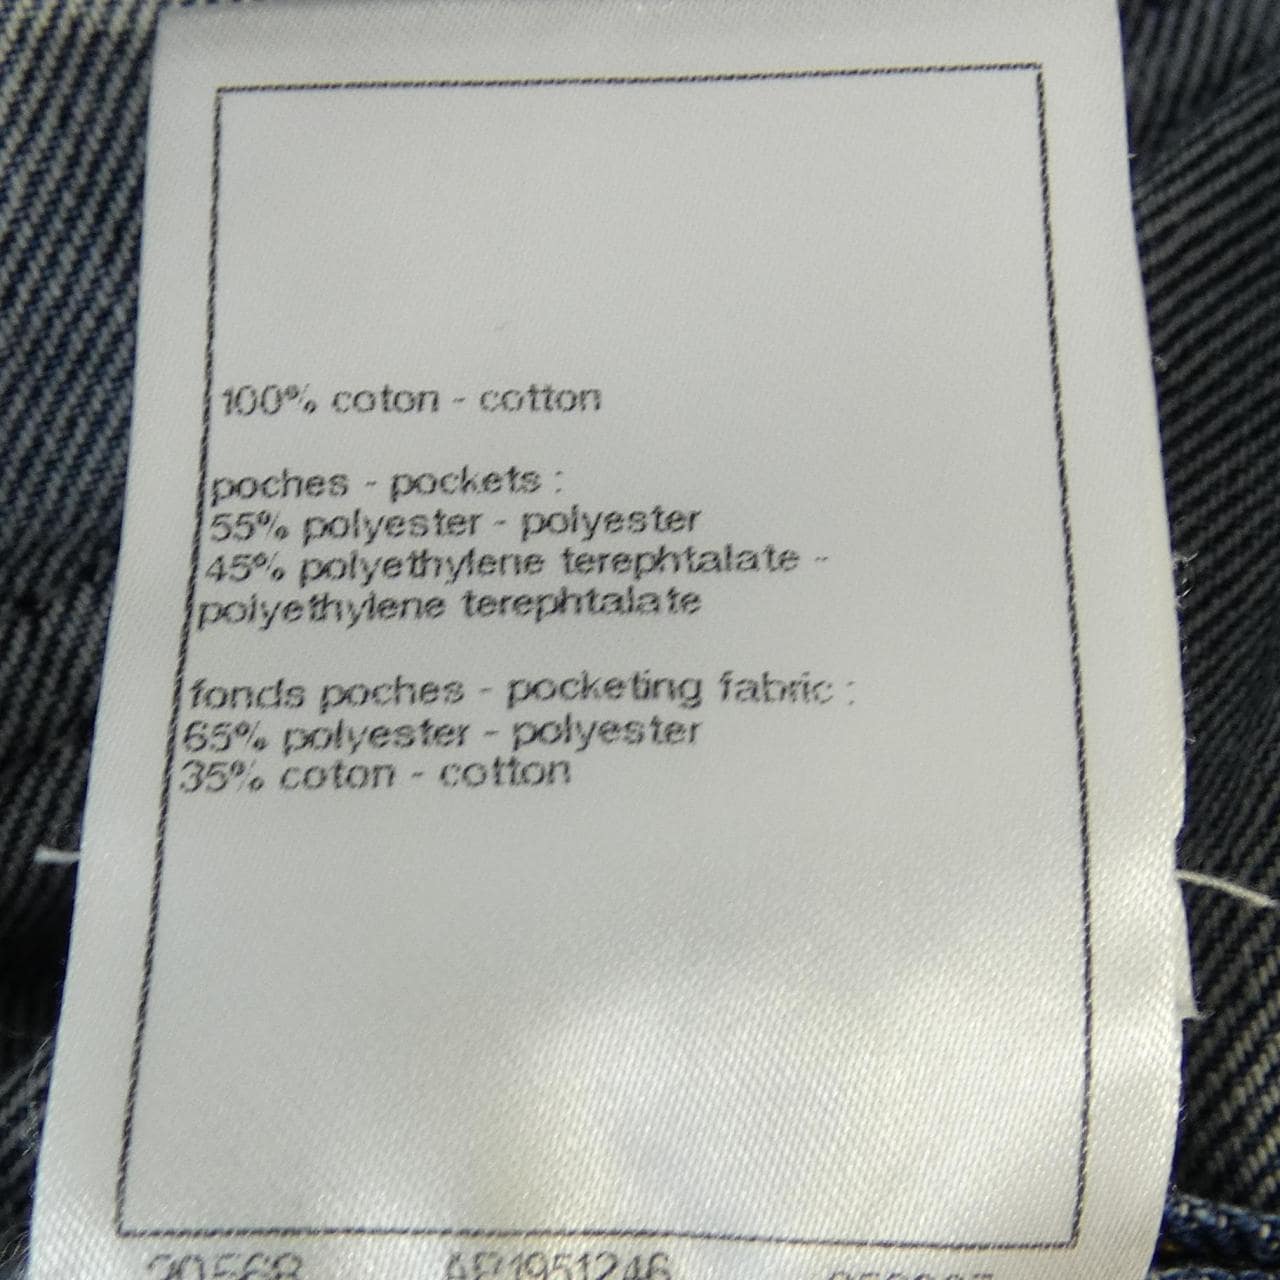 100% coton - cotton
poches - pockets :
55% polyester - polyester
45% polyethylene terephtalate -
polyethylene terephtalate
fonds poches - pocketing fabric :
65% polyester - polyester
35% coton - cotton